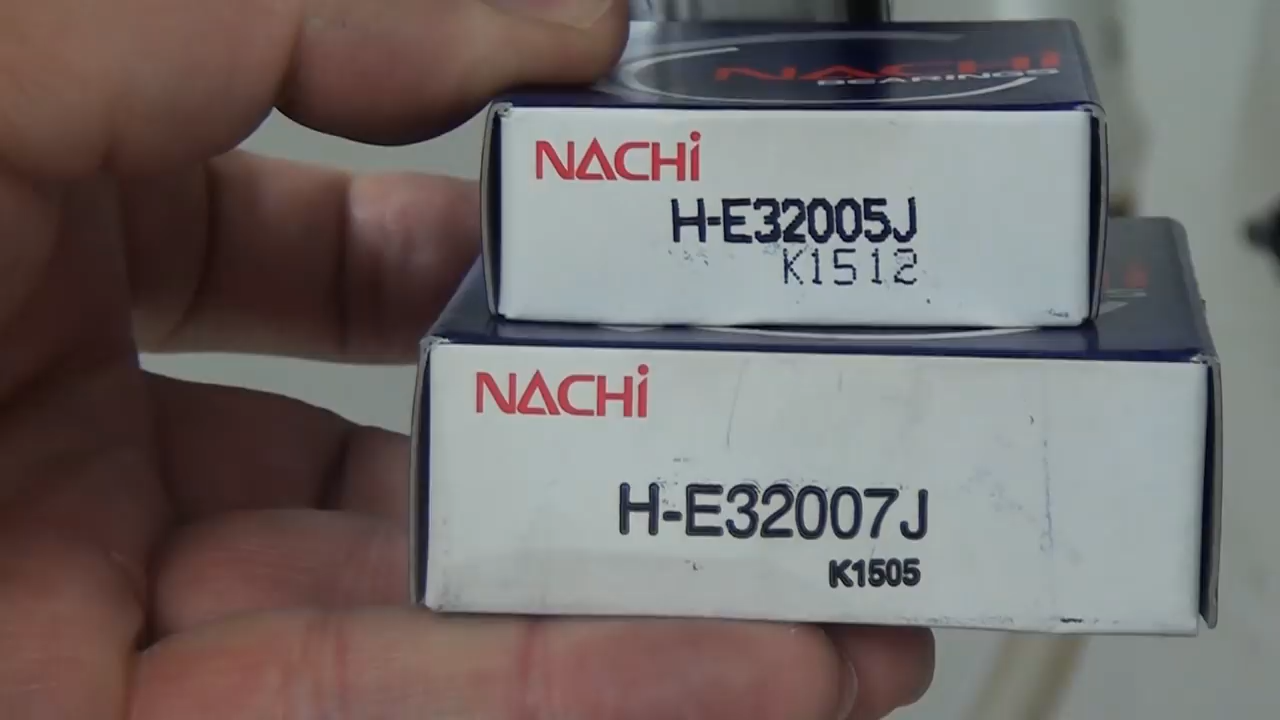 NACHI
BEARINGS
NACHi
H-E32005J
K1512
NACHi
H-E32007J
K1505